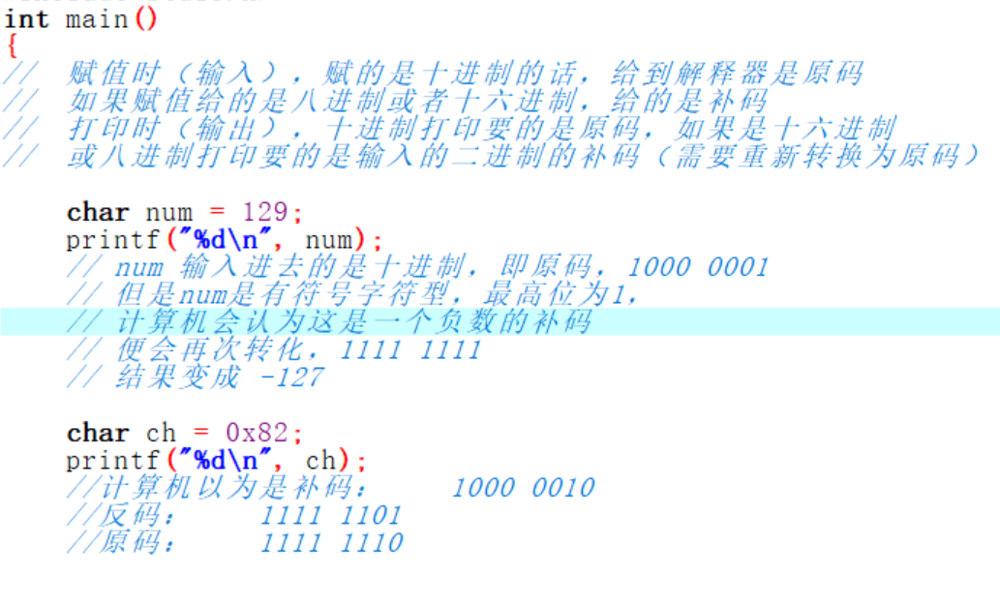 int main()
{
// 赋值时（输入），赋的是十进制的话，给到解释器是原码
// 如果赋值给的是八进制或者十六进制，给的是补码
// 打印时（输出），十进制打印要的是原码，如果是十六进制
// 或八进制打印要的是输入的二进制的补码（需要重新转换为原码）
char num = 129;
printf("%d\n", num);
// num 输入进去的是十进制，即原码，1000 0001
// 但是num是有符号字符型，最高位为1，
// 计算机会认为这是一个负数的补码
// 便会再次转化，1111 1111
// 结果变成 -127
char ch = 0x82;
printf("%d\n", ch);
//计算机以为是补码： 1000 0010
//反码： 1111 1101
//原码： 1111 1110